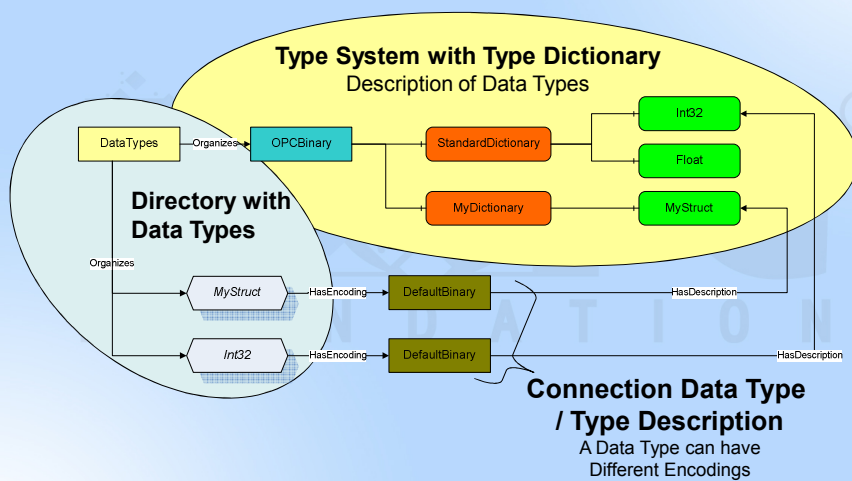 Type System with Type Dictionary
Description of Data Types
Int32
DataTypes
Organizes
OPCBinary
StandardDictionary
Float
Directory with
Data Types
MyDictionary
MyStruct
Organizes
MyStruct
HasEncoding
DefaultBinary
HasDescription
N D A T I O N
Int32
HasEncoding
DefaultBinary
HasDescription
Connection Data Type
/ Type Description
A Data Type can have
Different Encodings